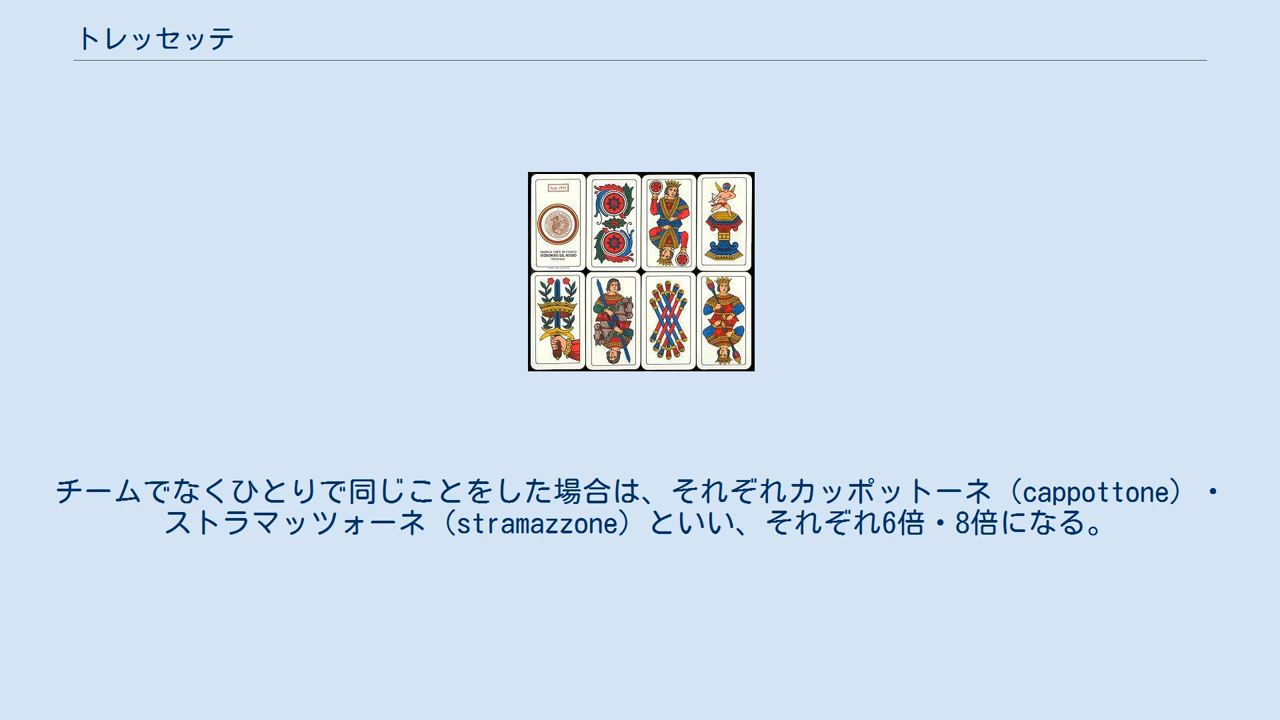 トレッセッテ
チームでなくひとりで同じことをした場合は、それぞれカッポットーネ（cappottone）・
ストラマッツォーネ（stramazzone）といい、それぞれ6倍・8倍になる。